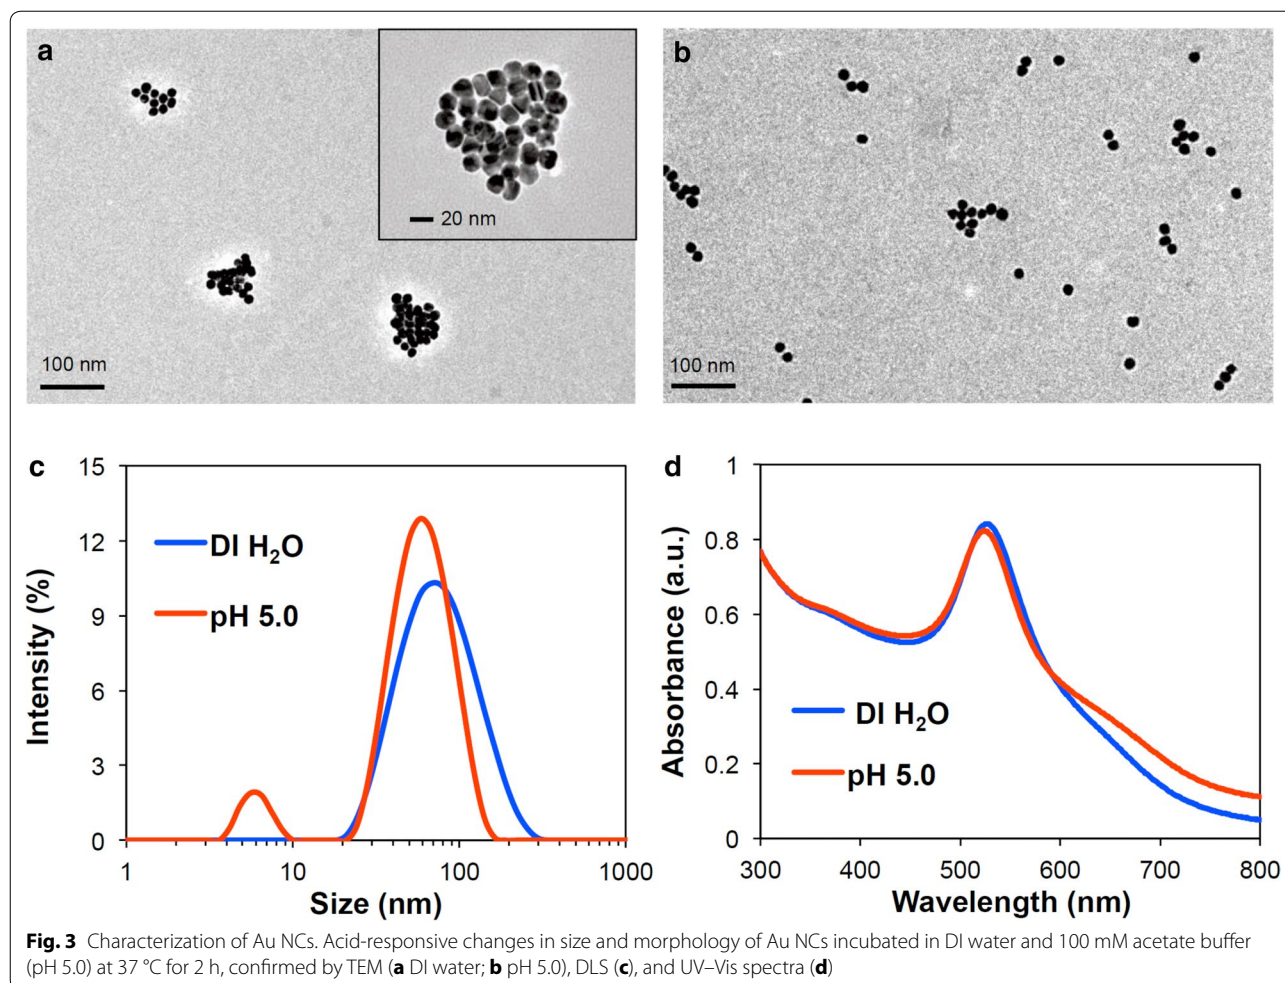 a
20 nm
100 nm
b
100 nm
c
15
12
9
6
3
0
Intensity (%)
DI H₂O
pH 5.0
1
10
100
1000
Size (nm)
d
1
0.8
0.6
0.4
0.2
0
Absorbance (a.u.)
DI H₂O
pH 5.0
300
400
500
600
700
800
Wavelength (nm)
Fig. 3 Characterization of Au NCs. Acid-responsive changes in size and morphology of Au NCs incubated in DI water and 100 mM acetate buffer
(pH 5.0) at 37 °C for 2 h, confirmed by TEM (a DI water; b pH 5.0), DLS (c), and UV–Vis spectra (d)